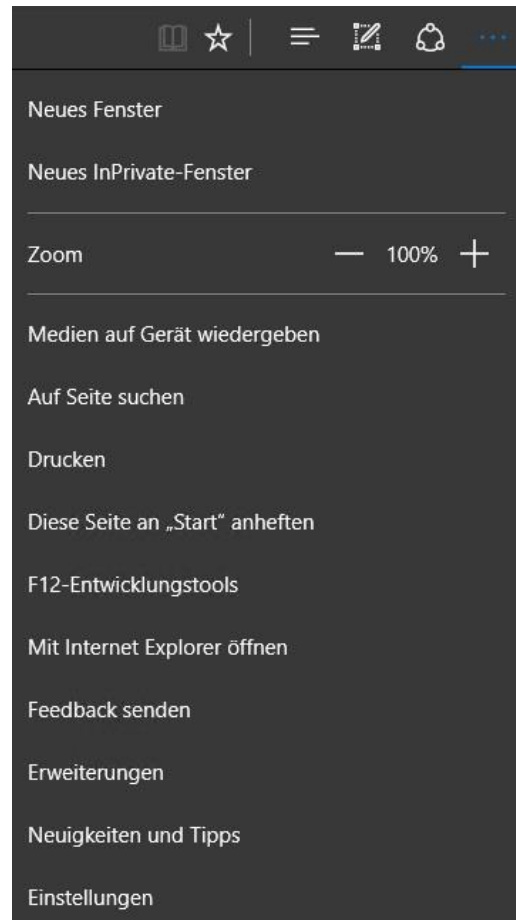 Neues Fenster
Neues InPrivate-Fenster
Zoom — 100% +
Medien auf Gerät wiedergeben
Auf Seite suchen
Drucken
Diese Seite an „Start“ anheften
F12-Entwicklungstools
Mit Internet Explorer öffnen
Feedback senden
Erweiterungen
Neuigkeiten und Tipps
Einstellungen